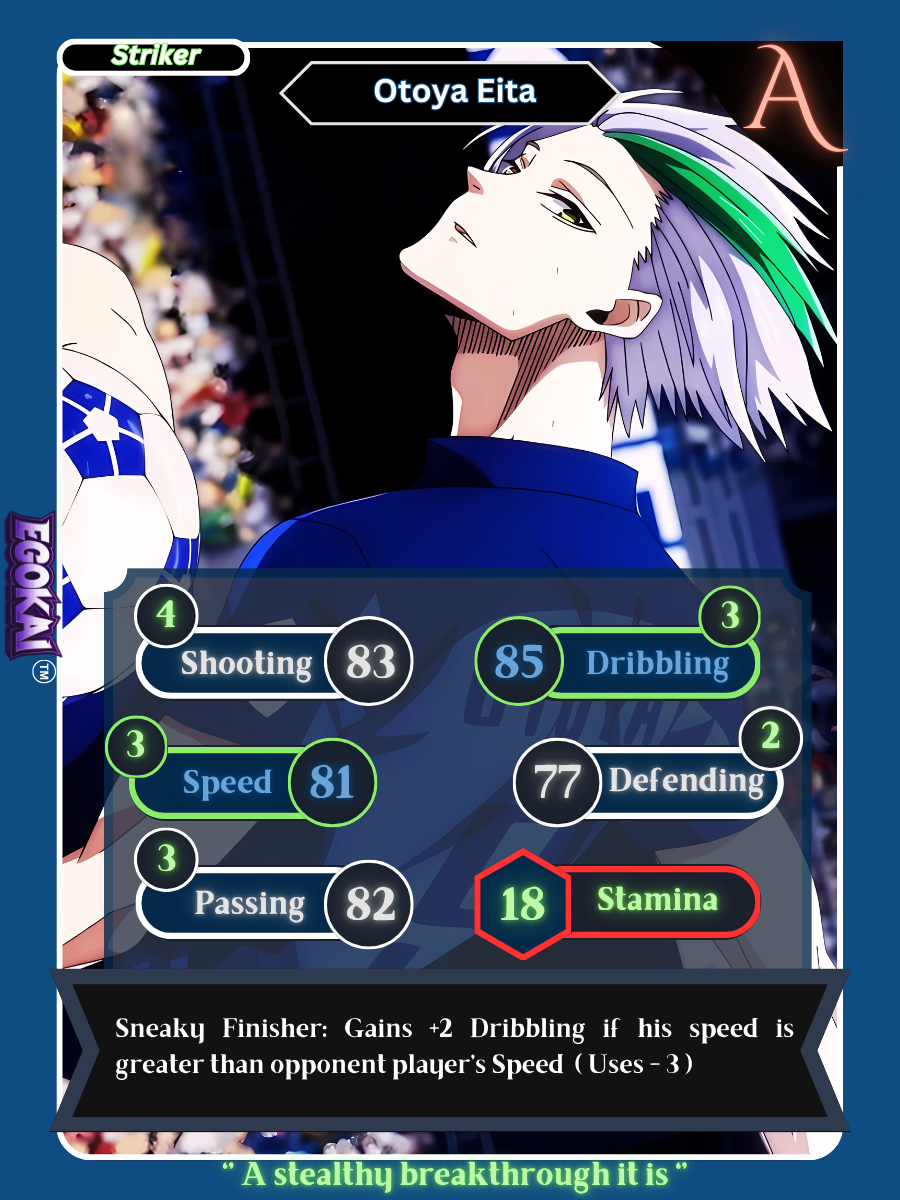 Striker
Otoya Eita
A
EGOKAI
TM
4
Shooting 83
3
85 Dribbling
3
Speed 81
2
77 Defending
3
Passing 82
18 Stamina
OTOYA
Sneaky Finisher: Gains +2 Dribbling if his speed is
greater than opponent player's Speed ( Uses - 3 )
“ A stealthy breakthrough it is “